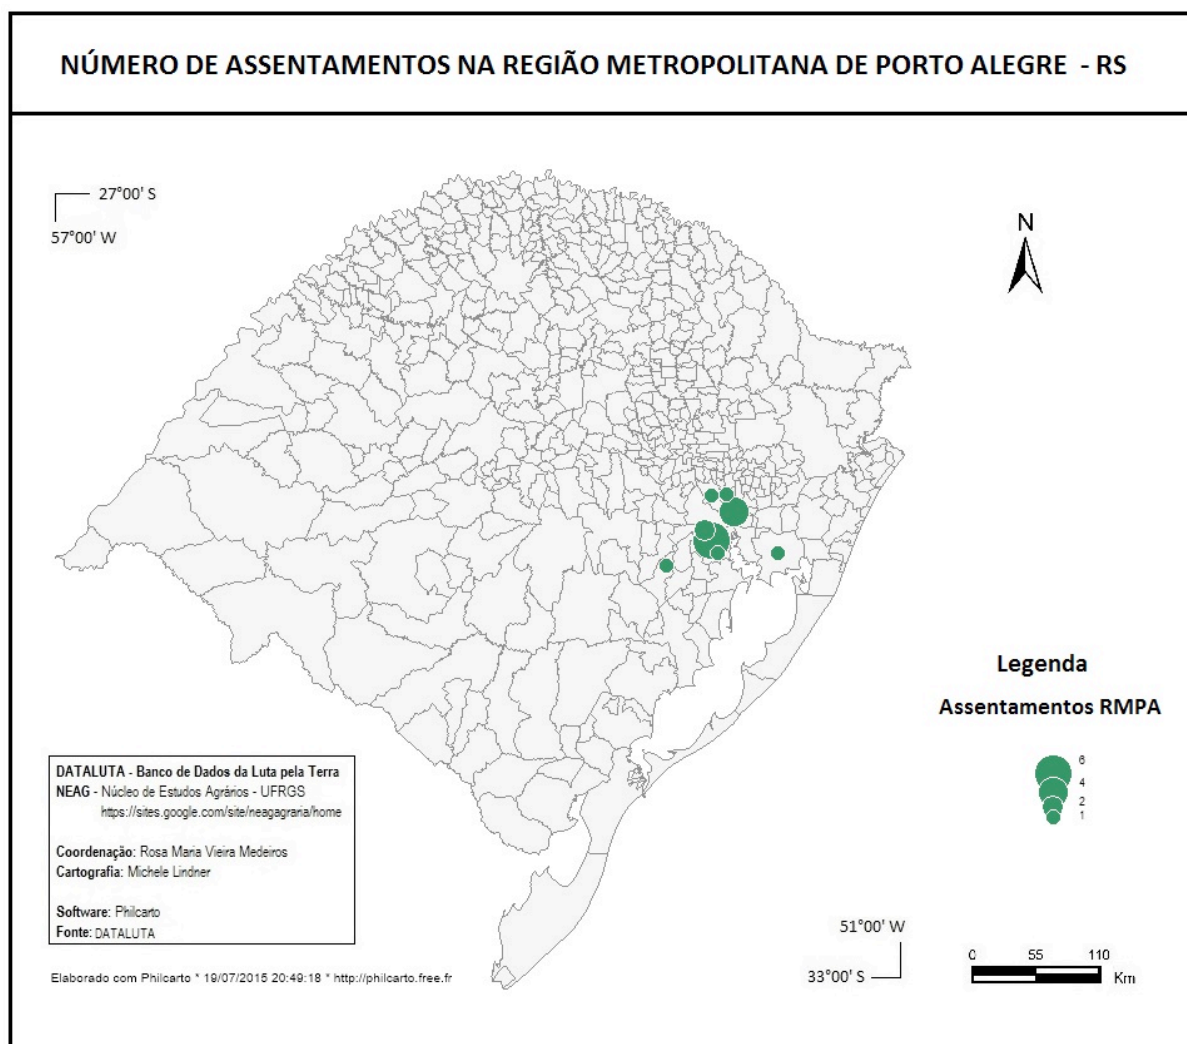 NÚMERO DE ASSENTAMENTOS NA REGIÃO METROPOLITANA DE PORTO ALEGRE - RS
27°00' S
57°00' W
N
Legenda
Assentamentos RMPA
6
4
2
1
DATALUTA - Banco de Dados da Luta pela Terra
NEAG - Núcleo de Estudos Agrários - UFRGS
https://sites.google.com/site/neagagraria/home
Coordenação: Rosa Maria Vieira Medeiros
Cartografia: Michele Lindner
Software: Philcarto
Fonte: DATALUTA
51°00' W
33°00' S
0 55 110
Km
Elaborado com Philcarto * 19/07/2015 20:49:18 * http://philcarto.free.fr